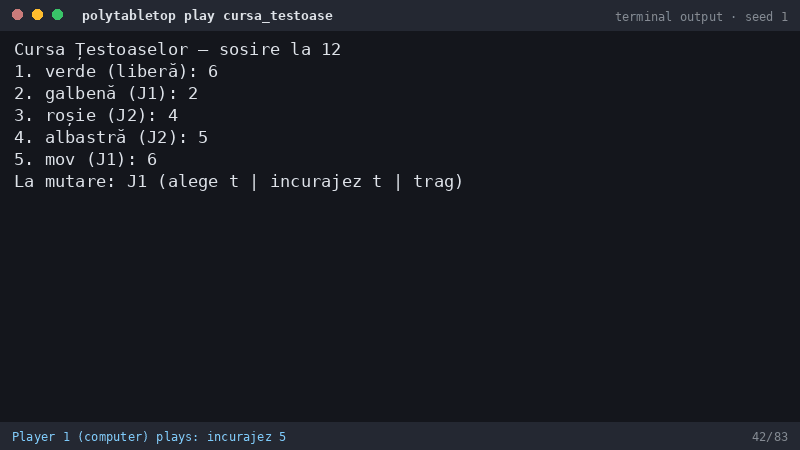 polytabletop play cursa_testoase
terminal output · seed 1
Cursa Țestoaselor — sosire la 12
1. verde (liberă): 6
2. galbenă (J1): 2
3. roșie (J2): 4
4. albastră (J2): 5
5. mov (J1): 6
La mutare: J1 (alege t | incurajez t | trag)
Player 1 (computer) plays: incurajez 5
42/83